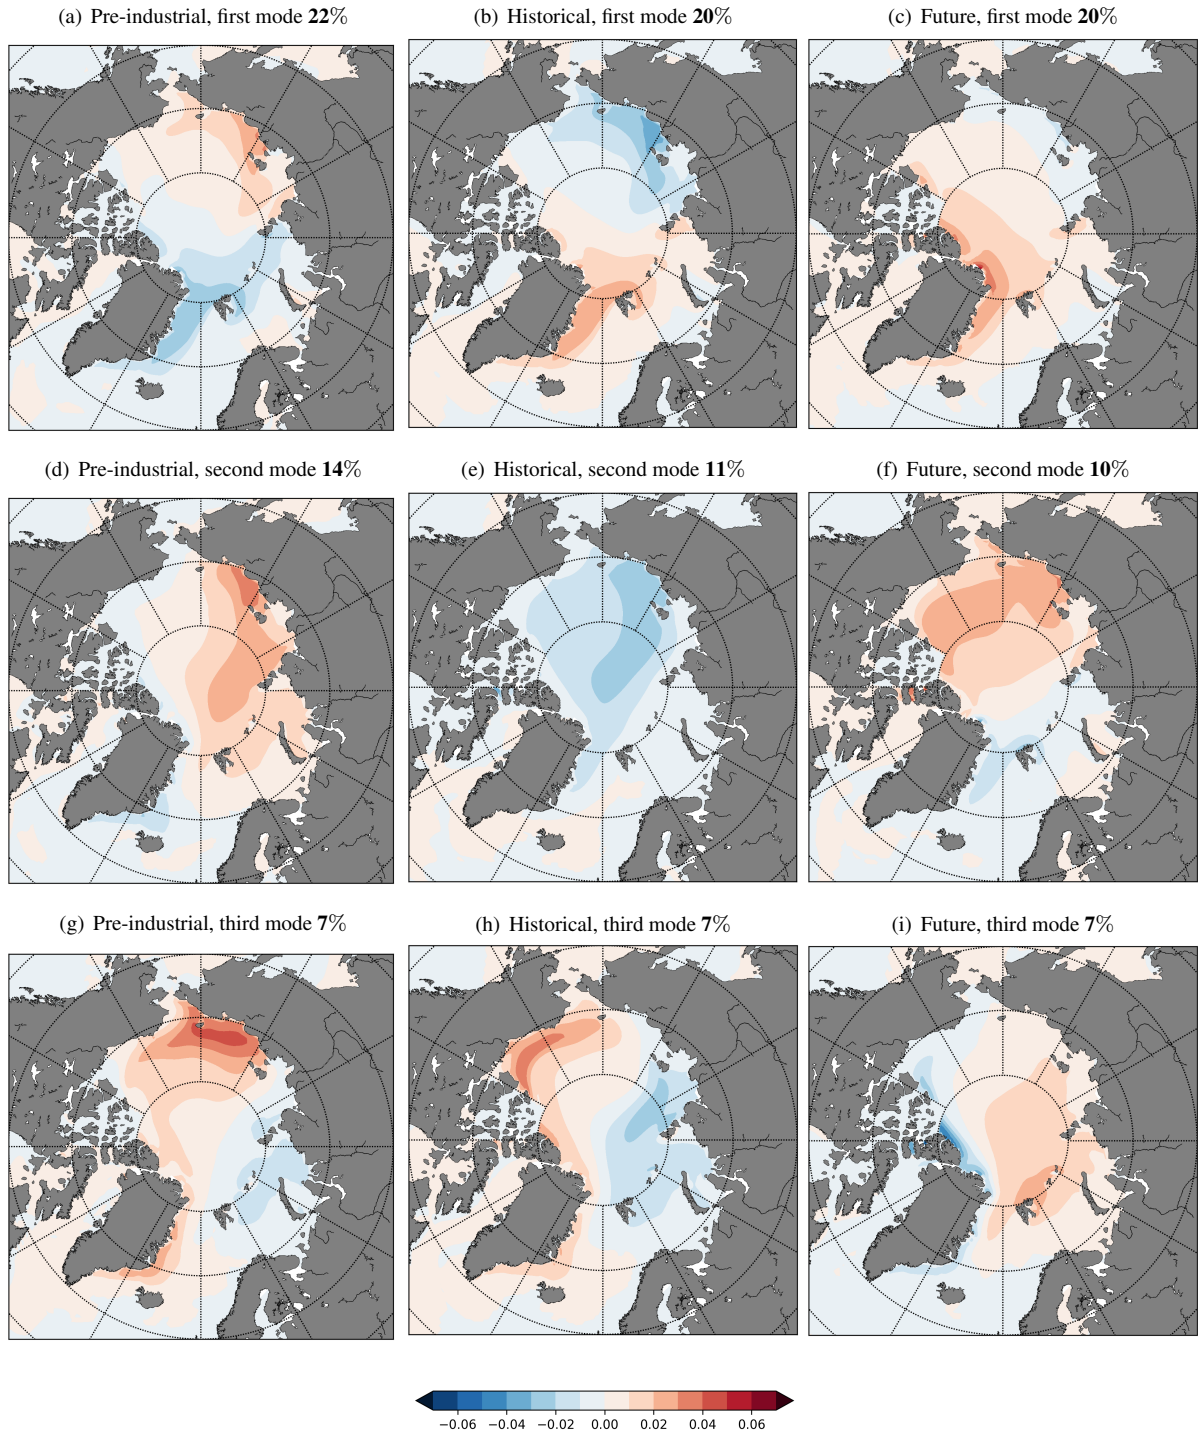 (a) Pre-industrial, first mode 22%
(b) Historical, first mode 20%
(c) Future, first mode 20%
(d) Pre-industrial, second mode 14%
(e) Historical, second mode 11%
(f) Future, second mode 10%
(g) Pre-industrial, third mode 7%
(h) Historical, third mode 7%
(i) Future, third mode 7%
−0.06 −0.04 −0.02 0.00 0.02 0.04 0.06